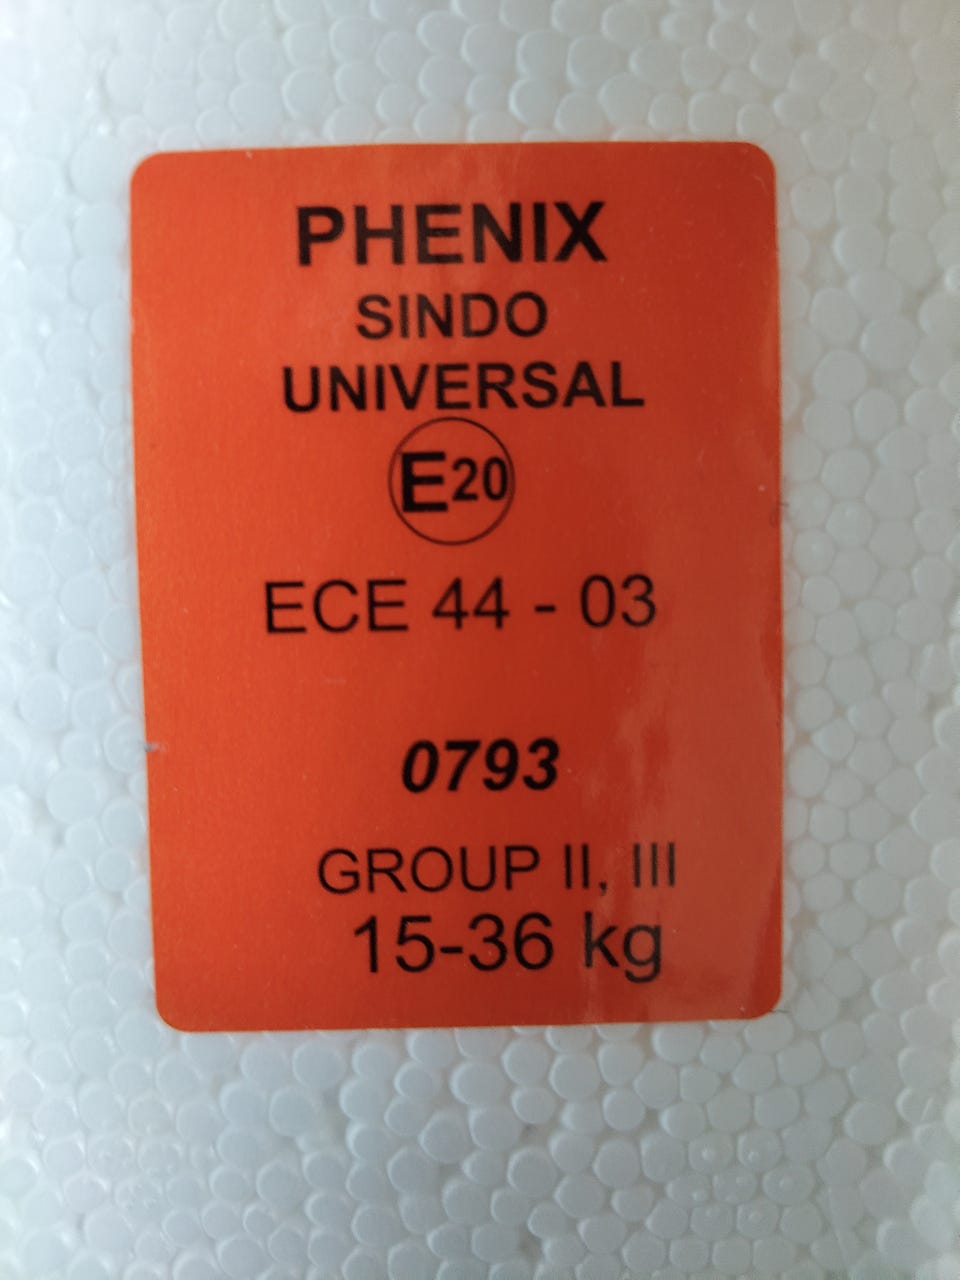 PHENIX
SINDO
UNIVERSAL
E20
ECE 44 - 03
0793
GROUP II, III
15-36 kg